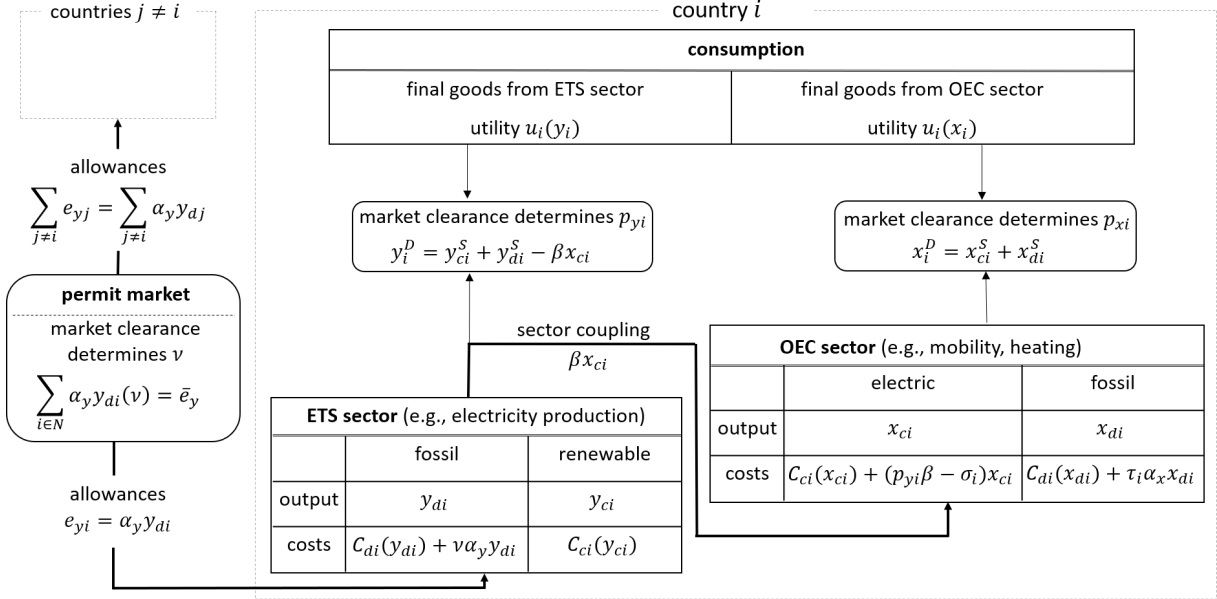 countries j ≠ i
allowances
∑_{j≠i} e_{yj} = ∑_{j≠i} α_y y_{dj}
permit market
market clearance
determines ν
∑_{i∈N} α_y y_{di}(ν) = ē_y
allowances
e_{yi} = α_y y_{di}
country i
consumption
final goods from ETS sector
utility u_i(y_i)
final goods from OEC sector
utility u_i(x_i)
market clearance determines p_{yi}
y_i^D = y_{ci}^S + y_{di}^S − βx_{ci}
market clearance determines p_{xi}
x_i^D = x_{ci}^S + x_{di}^S
sector coupling
βx_{ci}
ETS sector (e.g., electricity production)
fossil renewable
output y_{di} y_{ci}
costs C_{di}(y_{di}) + να_y y_{di} C_{ci}(y_{ci})
OEC sector (e.g., mobility, heating)
electric fossil
output x_{ci} x_{di}
costs C_{ci}(x_{ci}) + (p_{yi}β − σ_i)x_{ci} C_{di}(x_{di}) + τ_i α_x x_{di}